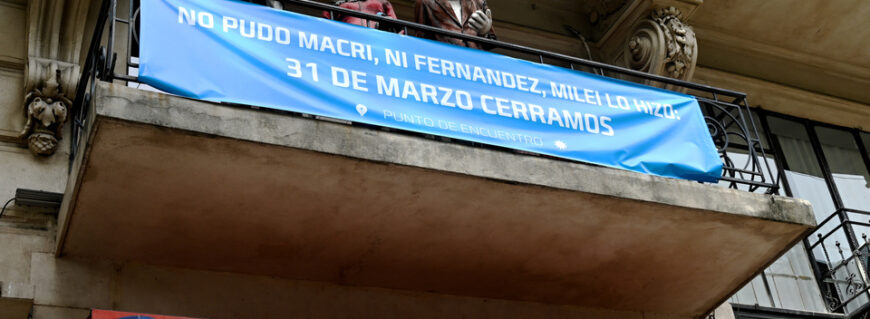 NO PUDO MACRI, NI FERNANDEZ, MILEI LO HIZO:
31 DE MARZO CERRAMOS
PUNTO DE ENCUENTRO